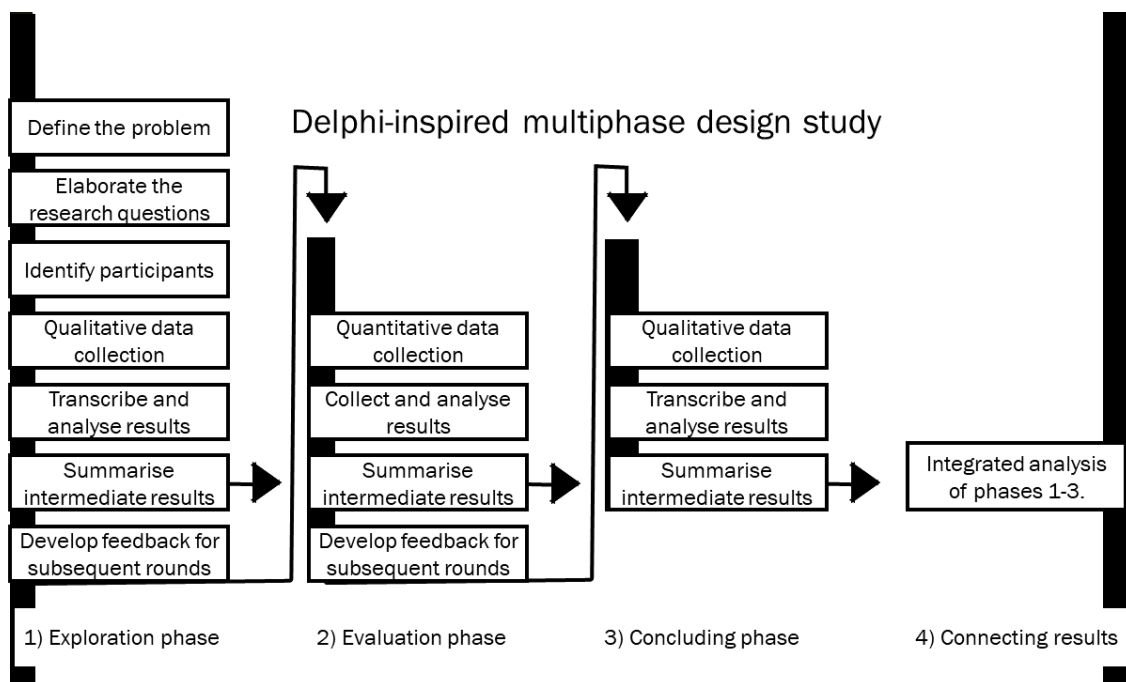 Delphi-inspired multiphase design study
Define the problem
Elaborate the
research questions
Identify participants
Qualitative data
collection
Transcribe and
analyse results
Summarise
intermediate results
Develop feedback for
subsequent rounds
1) Exploration phase
Quantitative data
collection
Collect and analyse
results
Summarise
intermediate results
Develop feedback for
subsequent rounds
2) Evaluation phase
Qualitative data
collection
Transcribe and
analyse results
Summarise
intermediate results
3) Concluding phase
Integrated analysis
of phases 1-3.
4) Connecting results